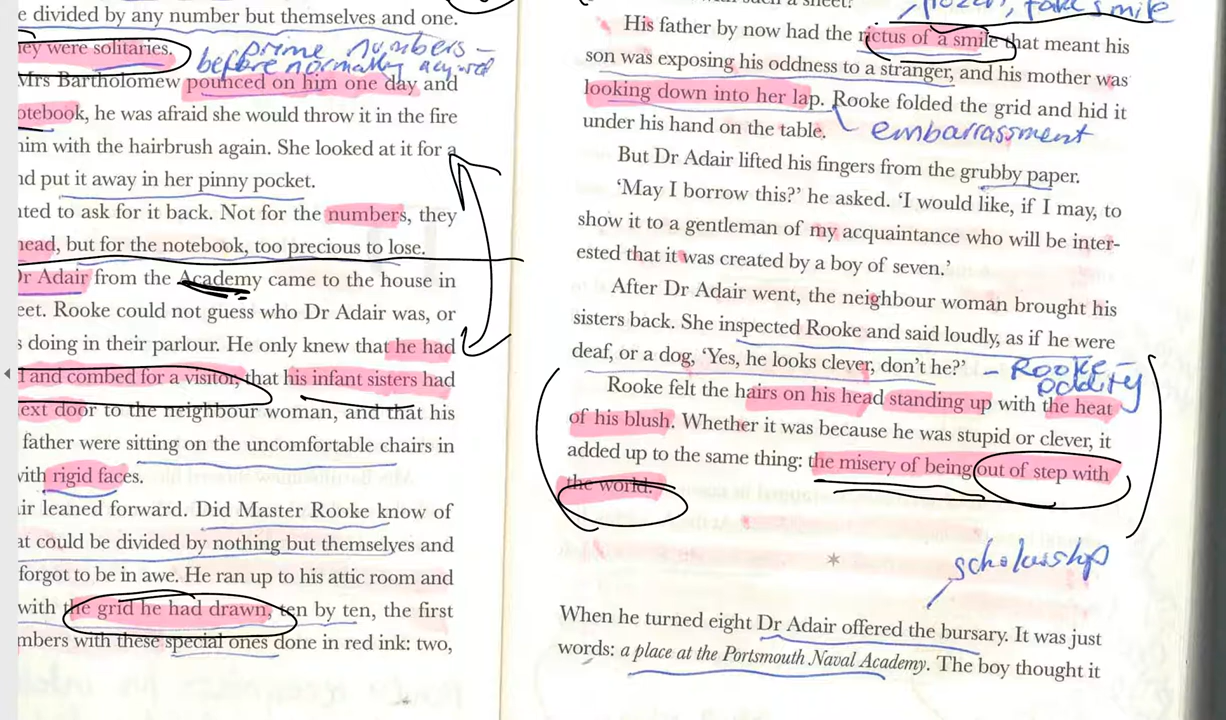 e divided by any number but themselves and one.
ey were solitaries.
prime numbers –
before normally
Mrs Bartholomew pounced on him one day and
otebook, he was afraid she would throw it in the fire
him with the hairbrush again. She looked at it for a
nd put it away in her pinny pocket.
nted to ask for it back. Not for the numbers, they
head, but for the notebook, too precious to lose.
Dr Adair from the Academy came to the house in
eet. Rooke could not guess who Dr Adair was, or
s doing in their parlour. He only knew that he had
l and combed for a visitor, that his infant sisters had
ext door to the neighbour woman, and that his
father were sitting on the uncomfortable chairs in
with rigid faces.
ir leaned forward. Did Master Rooke know of
at could be divided by nothing but themselves and
forgot to be in awe. He ran up to his attic room and
with the grid he had drawn, ten by ten, the first
mbers with these special ones done in red ink: two,
fake smile
His father by now had the rictus of a smile that meant his
son was exposing his oddness to a stranger, and his mother was
looking down into her lap. Rooke folded the grid and hid it
under his hand on the table.
embarrassment
But Dr Adair lifted his fingers from the grubby paper.
‘May I borrow this?’ he asked. ‘I would like, if I may, to
show it to a gentleman of my acquaintance who will be inter-
ested that it was created by a boy of seven.’
After Dr Adair went, the neighbour woman brought his
sisters back. She inspected Rooke and said loudly, as if he were
deaf, or a dog, ‘Yes, he looks clever, don’t he?’
– Rooke –
oddity
Rooke felt the hairs on his head standing up with the heat
of his blush. Whether it was because he was stupid or clever, it
added up to the same thing: the misery of being out of step with
the world.
*
scholarship
When he turned eight Dr Adair offered the bursary. It was just
words: a place at the Portsmouth Naval Academy. The boy thought it